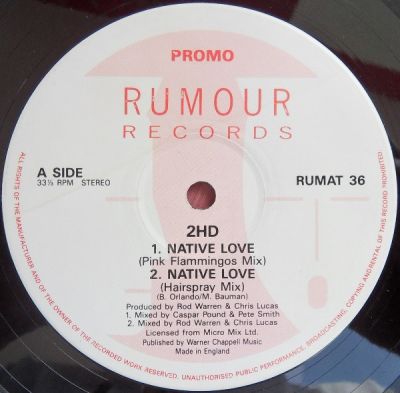 PROMO
RUMOUR
RECORDS
A SIDE
33⅓ RPM STEREO
RUMAT 36
2HD
1. NATIVE LOVE
(Pink Flammingos Mix)
2. NATIVE LOVE
(Hairspray Mix)
(B. Orlando/M. Bauman)
Produced by Rod Warren & Chris Lucas
1. Mixed by Caspar Pound & Pete Smith
2. Mixed by Rod Warren & Chris Lucas
Licensed from Micro Mix Ltd.
Published by Warner Chappell Music
Made in England
ALL RIGHTS OF THE MANUFACTURER AND OF THE OWNER OF THE RECORDED WORK RESERVED. UNAUTHORISED PUBLIC PERFORMANCE, BROADCASTING, COPYING AND RENTAL OF THIS RECORD PROHIBITED